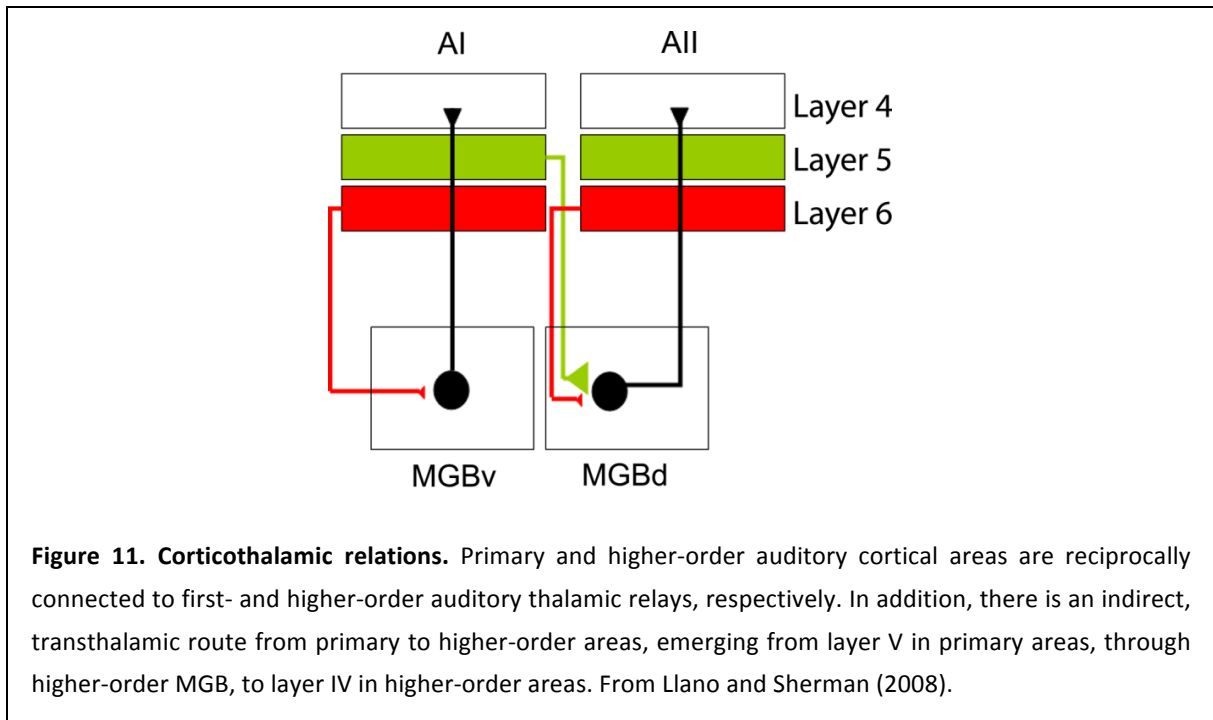 AI AII
Layer 4
Layer 5
Layer 6
MGBv MGBd
Figure 11. Corticothalamic relations. Primary and higher-order auditory cortical areas are reciprocally
connected to first- and higher-order auditory thalamic relays, respectively. In addition, there is an indirect,
transthalamic route from primary to higher-order areas, emerging from layer V in primary areas, through
higher-order MGB, to layer IV in higher-order areas. From Llano and Sherman (2008).